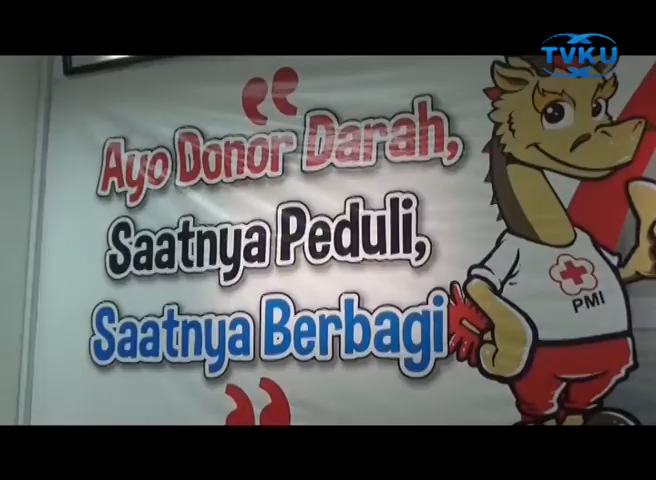 TVKU
Ayo Donor Darah,
Saatnya Peduli,
Saatnya Berbagi
PMI